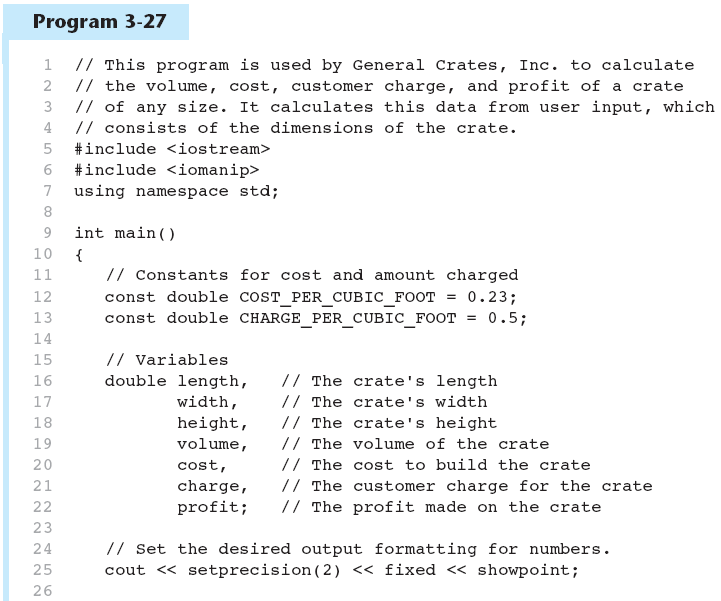 Program 3-27
1 // This program is used by General Crates, Inc. to calculate
2 // the volume, cost, customer charge, and profit of a crate
3 // of any size. It calculates this data from user input, which
4 // consists of the dimensions of the crate.
5 #include <iostream>
6 #include <iomanip>
7 using namespace std;
8
9 int main()
10 {
11    // Constants for cost and amount charged
12    const double COST_PER_CUBIC_FOOT = 0.23;
13    const double CHARGE_PER_CUBIC_FOOT = 0.5;
14
15    // Variables
16    double length,   // The crate's length
17           width,    // The crate's width
18           height,   // The crate's height
19           volume,   // The volume of the crate
20           cost,     // The cost to build the crate
21           charge,   // The customer charge for the crate
22           profit;   // The profit made on the crate
23
24    // Set the desired output formatting for numbers.
25    cout << setprecision(2) << fixed << showpoint;
26